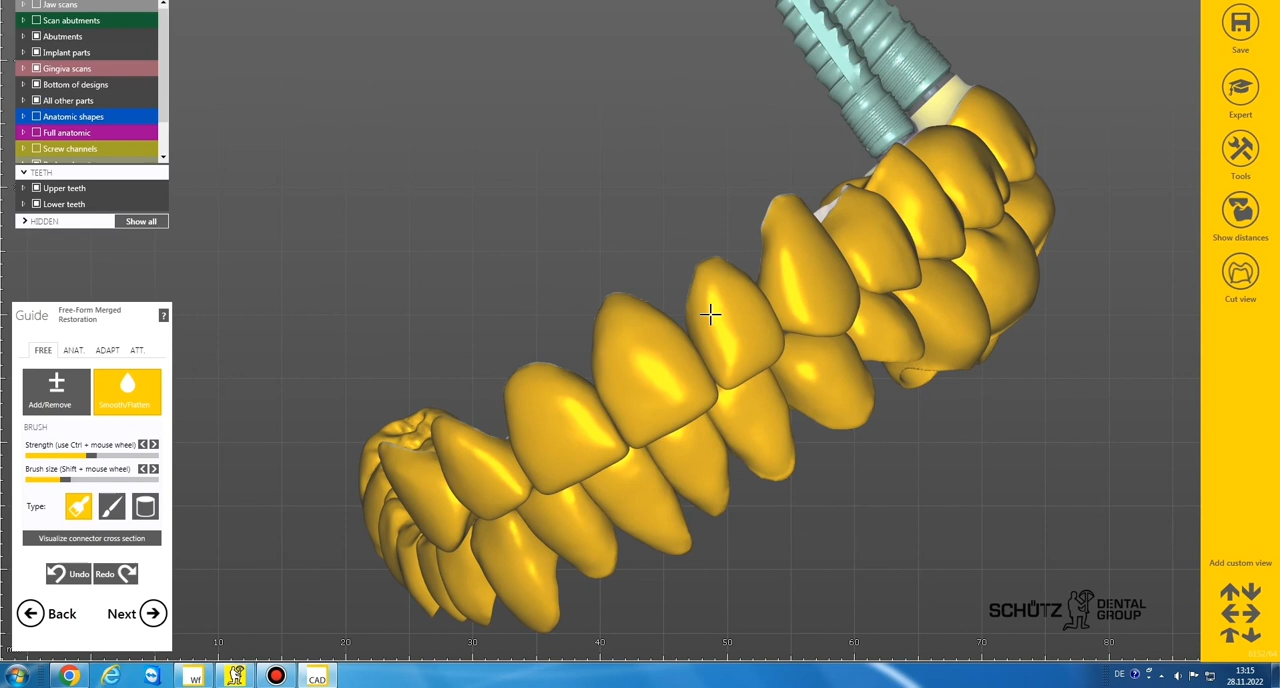 Jaw scans
Scan abutments
Abutments
Implant parts
Gingiva scans
Bottom of designs
All other parts
Anatomic shapes
Full anatomic
Screw channels
TEETH
Upper teeth
Lower teeth
HIDDEN
Show all
Guide
Free-Form Merged
Restoration
?
FREE
ANAT.
ADAPT
ATT.
Add/Remove
Smooth/Flatten
BRUSH
Strength (use Ctrl + mouse wheel)
Brush size (Shift + mouse wheel)
Type:
Visualize connector cross section
Undo
Redo
Back
Next
Save
Expert
Tools
Show distances
Cut view
Add custom view
SCHÜTZ DENTAL
GROUP
10 20 30 40 50 60 70 80
wf
CAD
DE
13:15
28.11.2022